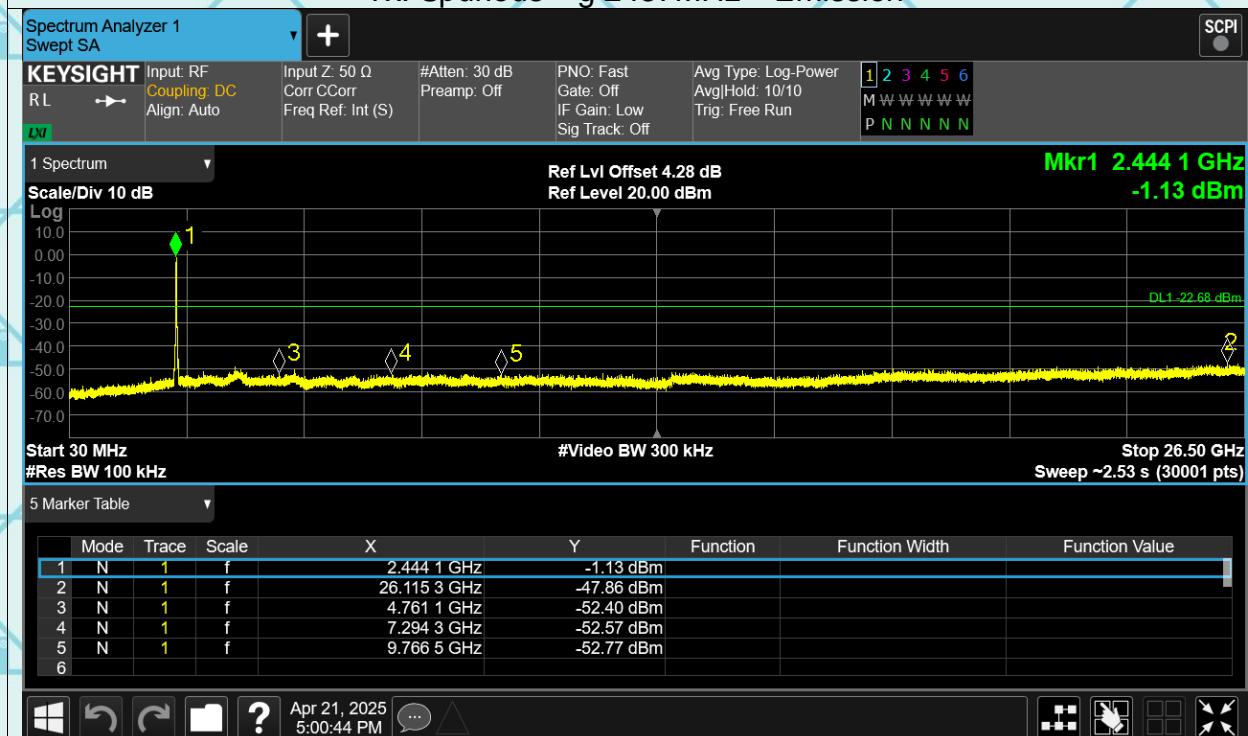 Emission
Spectrum Analyzer 1
Swept SA
+
SCPI
KEYSIGHT
RL
LXI
Input: RF
Coupling: DC
Align: Auto
Input Z: 50 Ω
Corr CCorr
Freq Ref: Int (S)
#Atten: 30 dB
Preamp: Off
PNO: Fast
Gate: Off
IF Gain: Low
Sig Track: Off
Avg Type: Log-Power
Avg|Hold: 10/10
Trig: Free Run
1 2 3 4 5 6
M W W W W W
P N N N N N
1 Spectrum
Scale/Div 10 dB
Ref Lvl Offset 4.28 dB
Ref Level 20.00 dBm
Mkr1 2.444 1 GHz
-1.13 dBm
Log
10.0
0.00
-10.0
-20.0
-30.0
-40.0
-50.0
-60.0
-70.0
1
DL1 -22.68 dBm
3
4
5
2
Start 30 MHz
#Res BW 100 kHz
#Video BW 300 kHz
Stop 26.50 GHz
Sweep ~2.53 s (30001 pts)
5 Marker Table
Mode Trace Scale X Y Function Function Width Function Value
1 N 1 f 2.444 1 GHz -1.13 dBm
2 N 1 f 26.115 3 GHz -47.86 dBm
3 N 1 f 4.761 1 GHz -52.40 dBm
4 N 1 f 7.294 3 GHz -52.57 dBm
5 N 1 f 9.766 5 GHz -52.77 dBm
6
?
Apr 21, 2025
5:00:44 PM